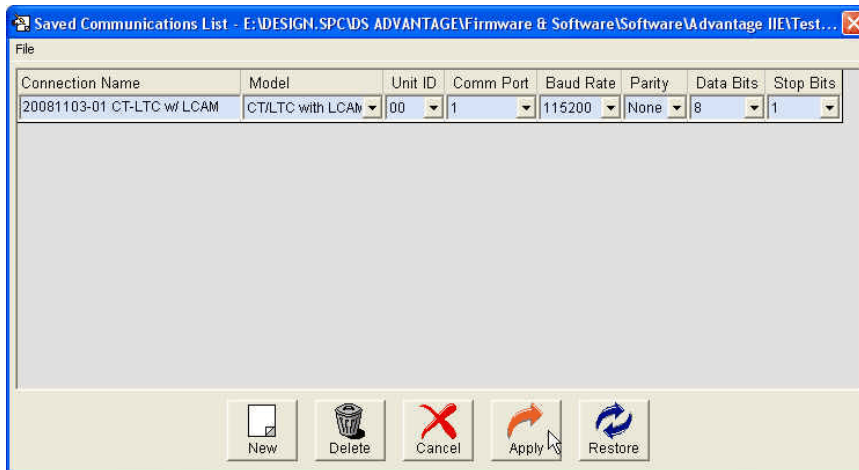 Saved Communications List - E:\DESIGN.SPC\DS ADVANTAGE\Firmware & Software\Software\Advantage IIE\Test...
File
Connection Name Model Unit ID Comm Port Baud Rate Parity Data Bits Stop Bits
20081103-01 CT-LTC w/ LCAM CT/LTC with LCAM 00 1 115200 None 8 1
New Delete Cancel Apply Restore